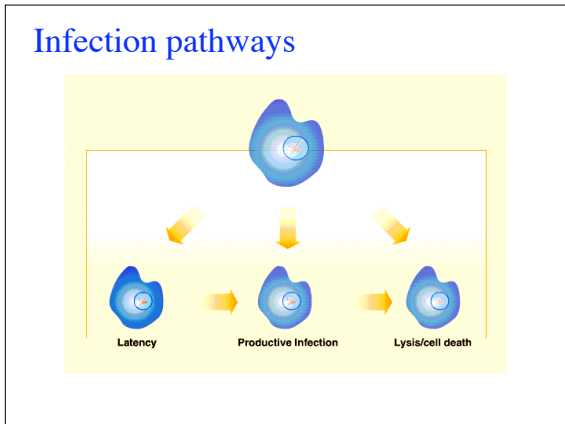 Infection pathways
Latency
Productive Infection
Lysis/cell death